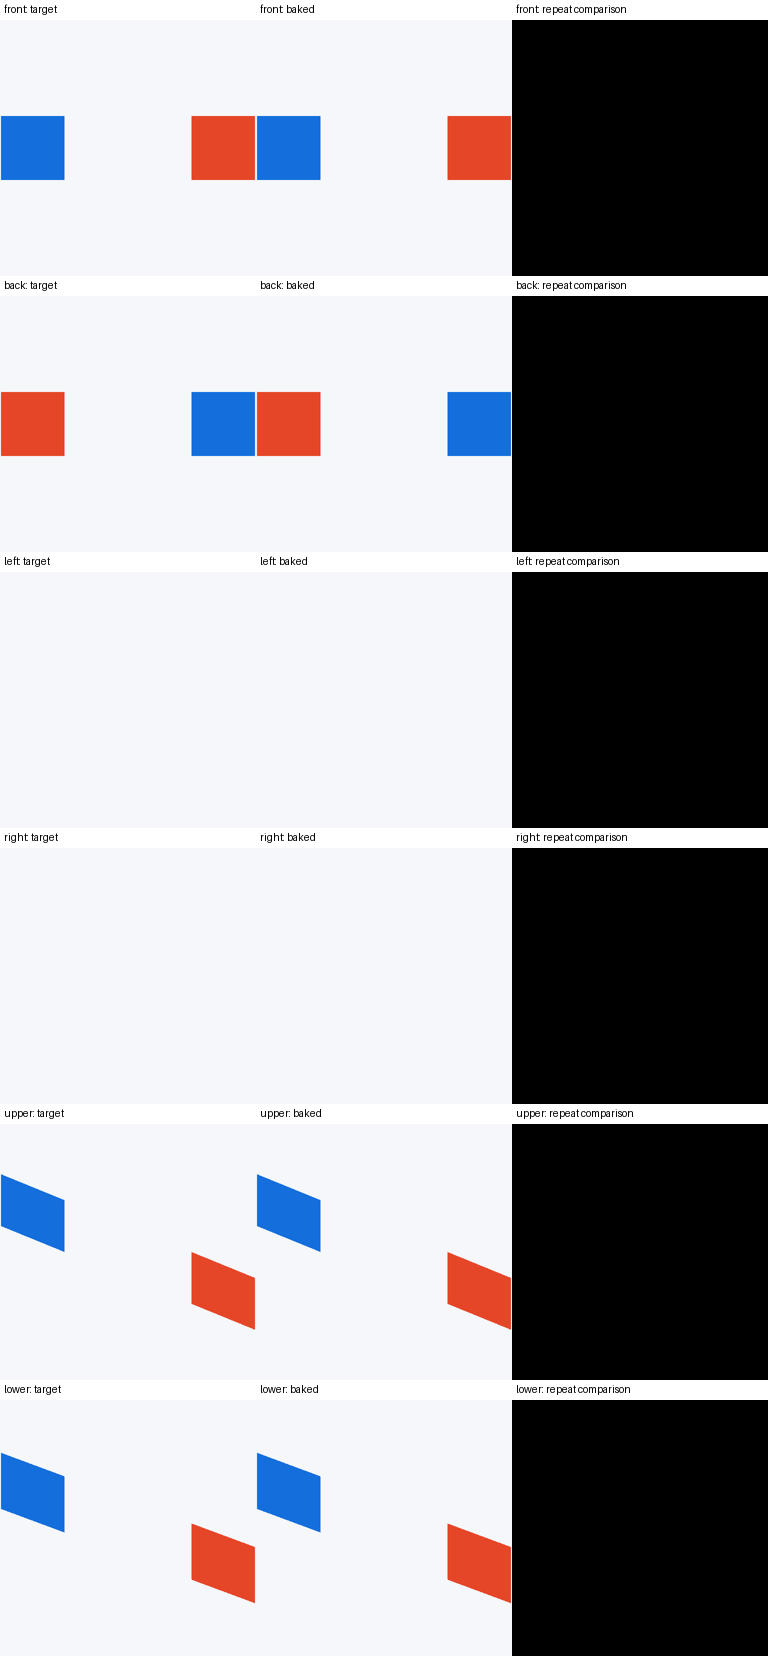 front: target front: baked front: repeat comparison
back: target back: baked back: repeat comparison
left: target left: baked left: repeat comparison
right: target right: baked right: repeat comparison
upper: target upper: baked upper: repeat comparison
lower: target lower: baked lower: repeat comparison